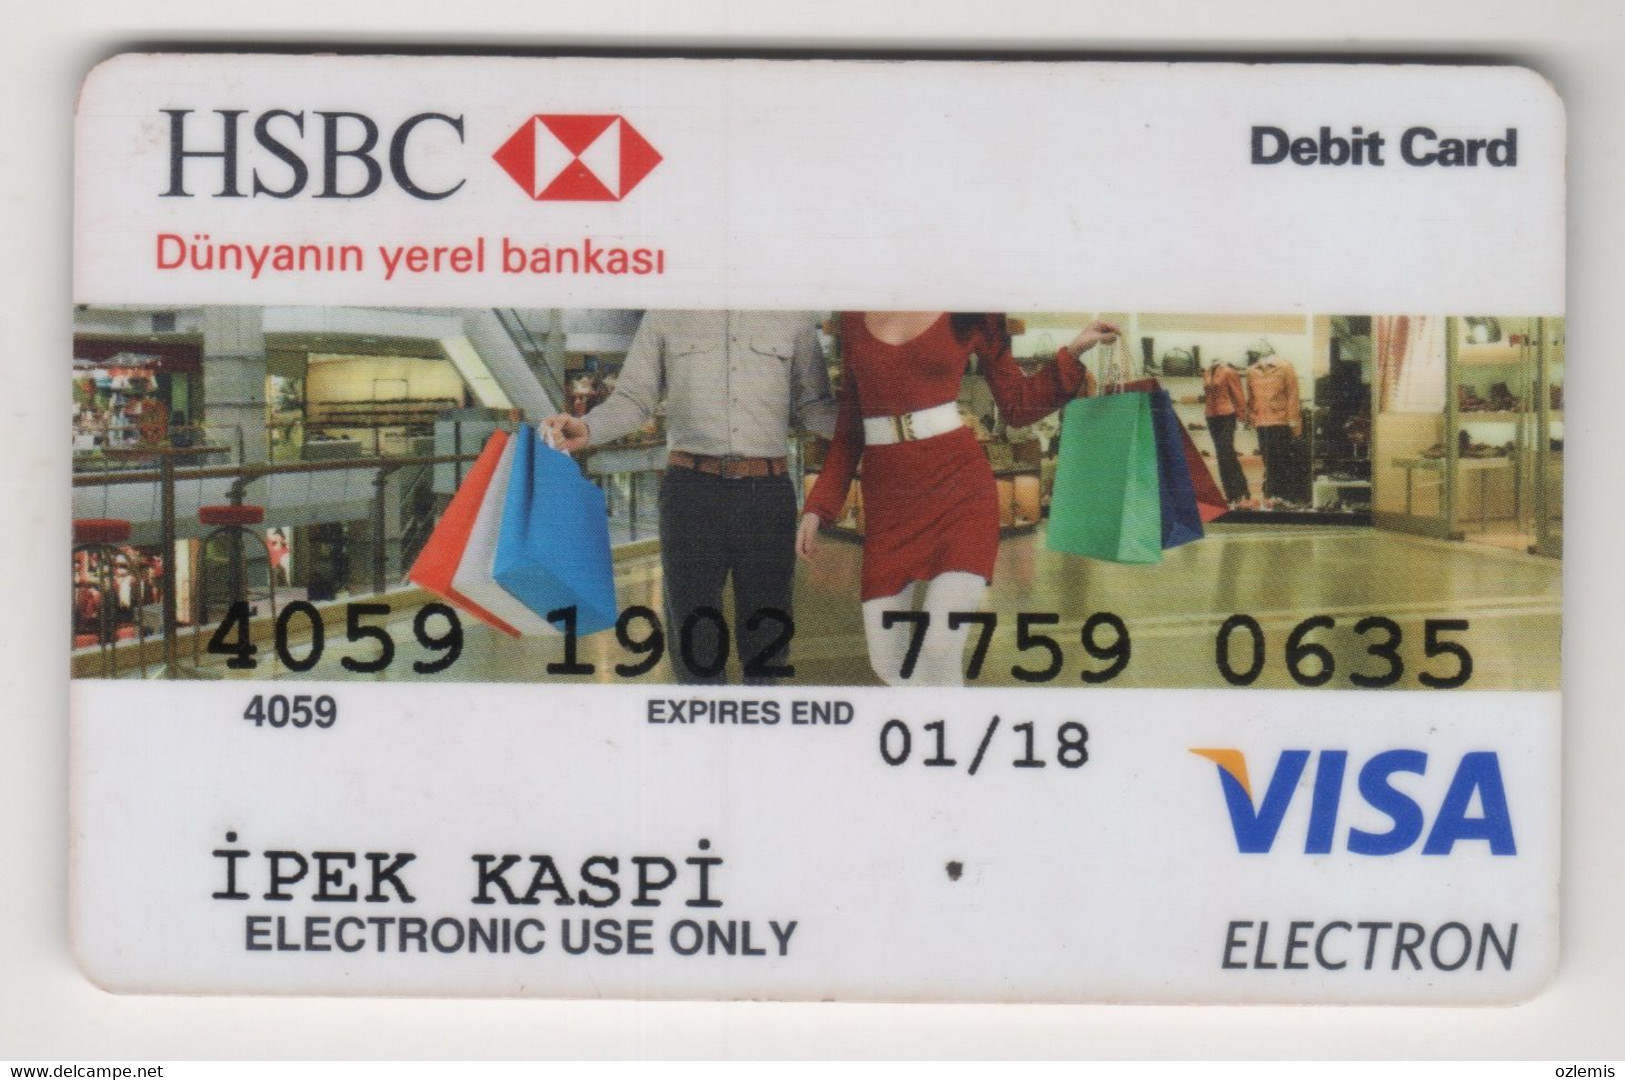 HSBC
Debit Card
Dünyanın yerel bankası
4059 1902 7759 0635
4059
EXPIRES END 01/18
VISA
İPEK KASPİ
ELECTRONIC USE ONLY
ELECTRON
www.delcampe.net
ozlemis